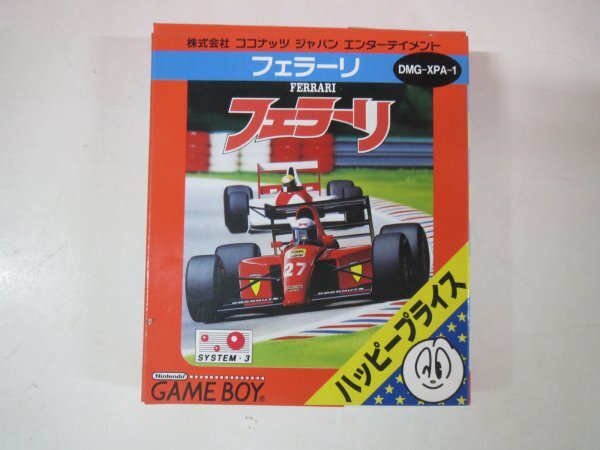 株式会社 ココナッツ ジャパン エンターテイメント
フェラーリ
DMG-XPA-1
FERRARI
フェラーリ
27
COCONUTS
SYSTEM・3
ハッピープライス
Nintendo
GAME BOY®